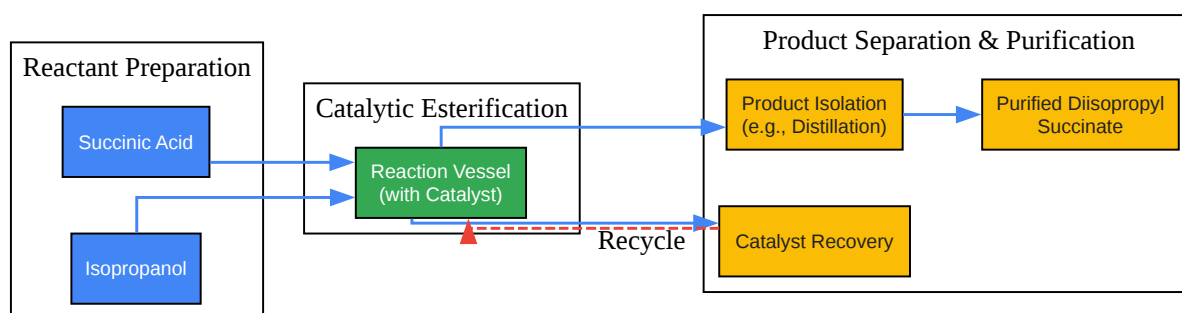 Reactant Preparation
Succinic Acid
Isopropanol
Catalytic Esterification
Reaction Vessel
(with Catalyst)
Recycle
Product Separation & Purification
Product Isolation
(e.g., Distillation)
Purified Diisopropyl
Succinate
Catalyst Recovery